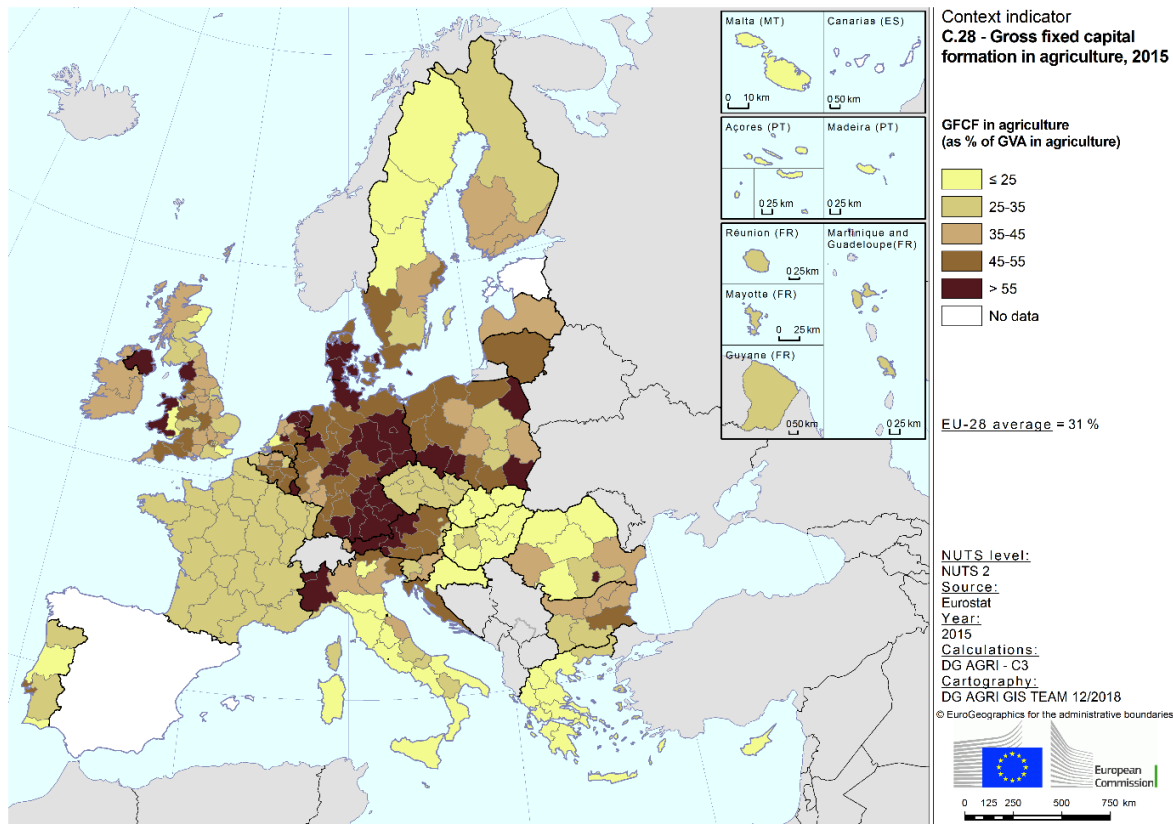 Malta (MT)
0 10 km
Canarias (ES)
0 50 km
Açores (PT)
0 25 km
Madeira (PT)
0 25 km
Réunion (FR)
0 25 km
Martinique and
Guadeloupe(FR)
0 25 km
Mayotte (FR)
0 25 km
Guyane (FR)
0 50 km
Context indicator
C.28 - Gross fixed capital
formation in agriculture, 2015
GFCF in agriculture
(as % of GVA in agriculture)
≤ 25
25-35
35-45
45-55
> 55
No data
EU-28 average = 31 %
NUTS level:
NUTS 2
Source:
Eurostat
Year:
2015
Calculations:
DG AGRI - C3
Cartography:
DG AGRI GIS TEAM 12/2018
© EuroGeographics for the administrative boundaries
European
Commission
0 125 250 500 750 km